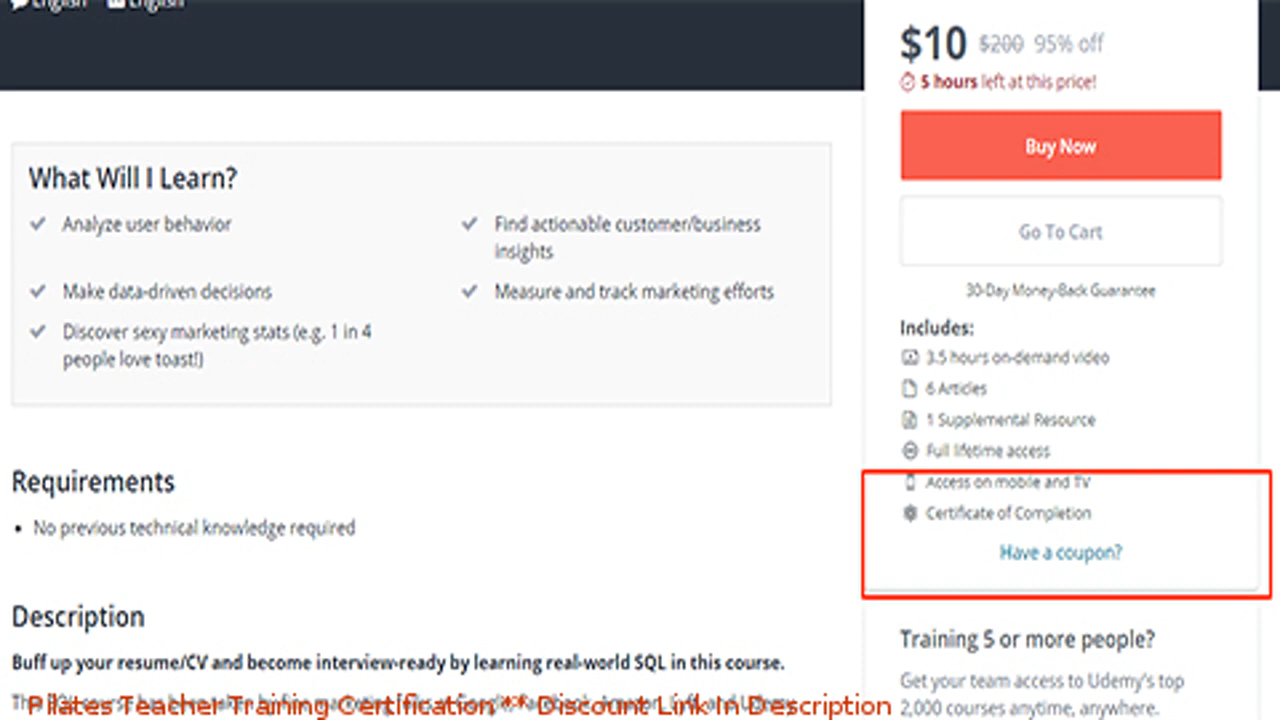 English English
$10 $200 95% off
5 hours left at this price!
Buy Now
Go To Cart
30-Day Money-Back Guarantee
Includes:
3.5 hours on-demand video
6 Articles
1 Supplemental Resource
Full lifetime access
Access on mobile and TV
Certificate of Completion
Have a coupon?
Training 5 or more people?
Get your team access to Udemy's top
2,000 courses anytime, anywhere.
What Will I Learn?
Analyze user behavior
Find actionable customer/business
insights
Make data-driven decisions
Measure and track marketing efforts
Discover sexy marketing stats (e.g. 1 in 4
people love toast!)
Requirements
• No previous technical knowledge required
Description
Buff up your resume/CV and become interview-ready by learning real-world SQL in this course.
Pilates Teacher Training Certification ** Discount Link In Description